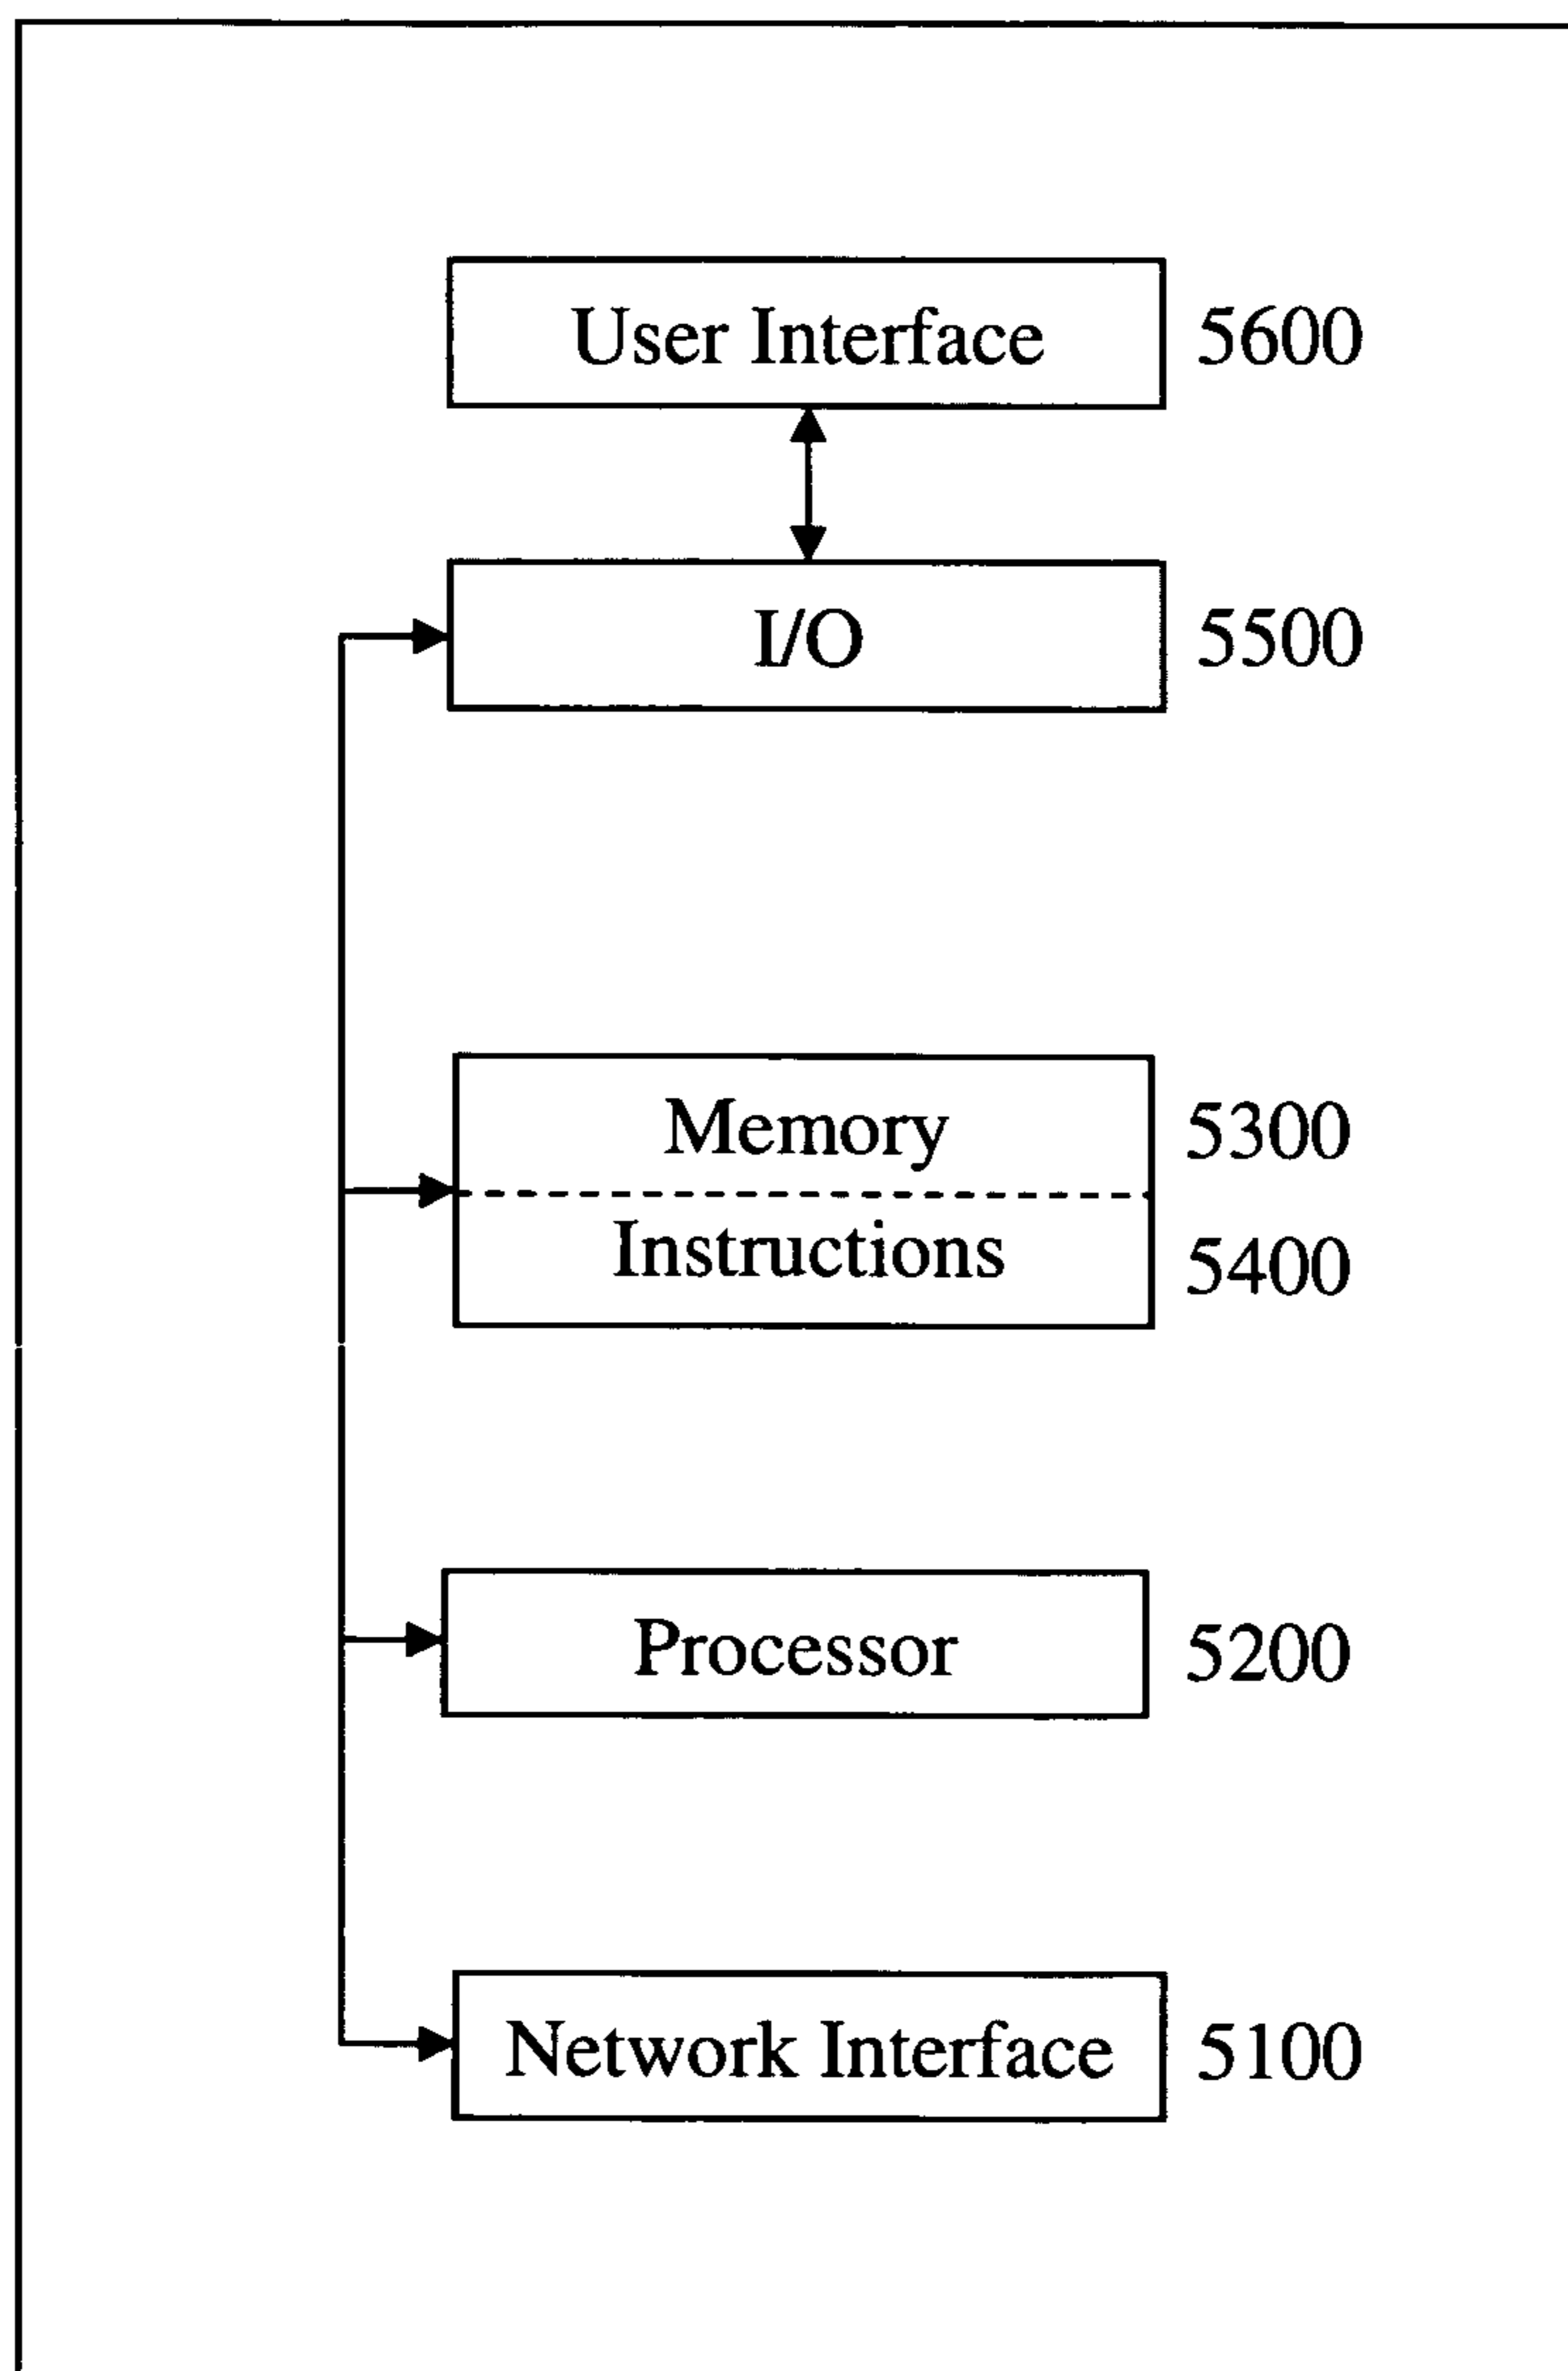 User Interface 5600
I/O 5500
Memory 5300
Instructions 5400
Processor 5200
Network Interface 5100